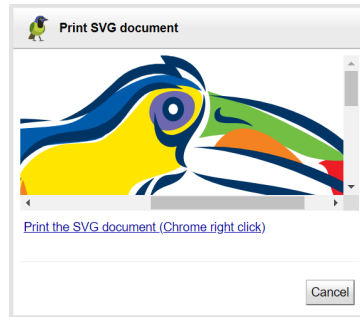 Print SVG document
Print the SVG document (Chrome right click)
Cancel